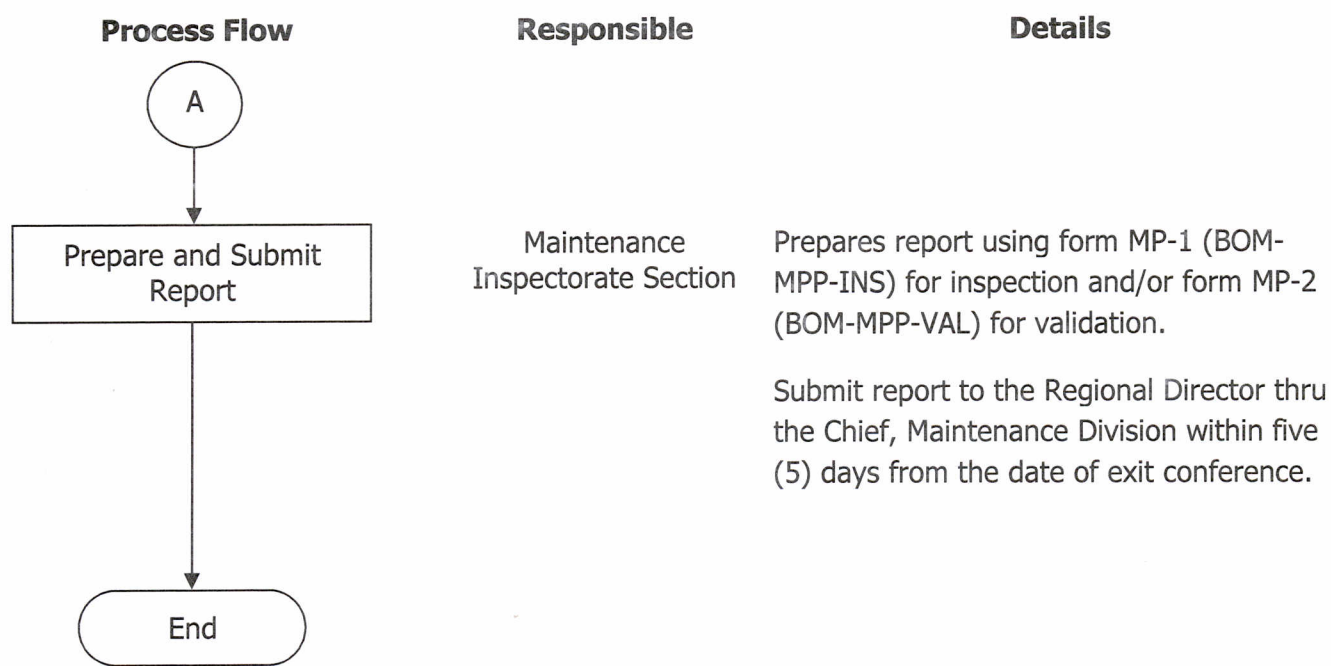 Process Flow
Responsible
Details
A
Prepare and Submit
Report
Maintenance
Inspectorate Section
Prepares report using form MP-1 (BOM-
MPP-INS) for inspection and/or form MP-2
(BOM-MPP-VAL) for validation.
Submit report to the Regional Director thru
the Chief, Maintenance Division within five
(5) days from the date of exit conference.
End